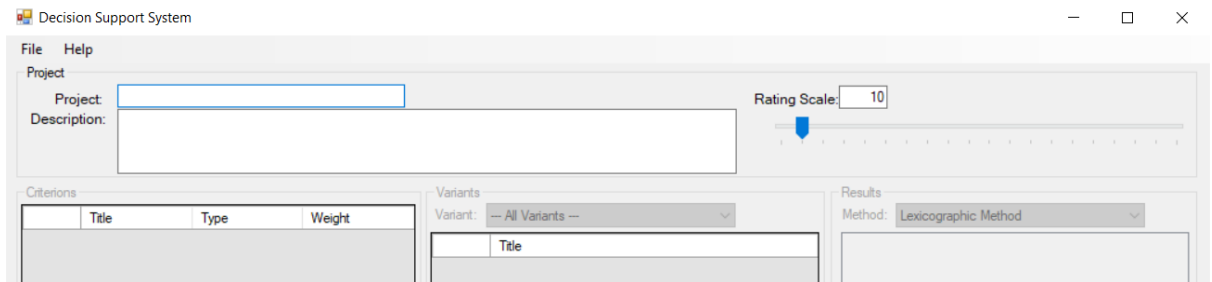 Decision Support System
File Help
Project
Project:
Rating Scale: 10
Description:
Criterions
Title Type Weight
Variants
Variant: --- All Variants ---
Title
Results
Method: Lexicographic Method